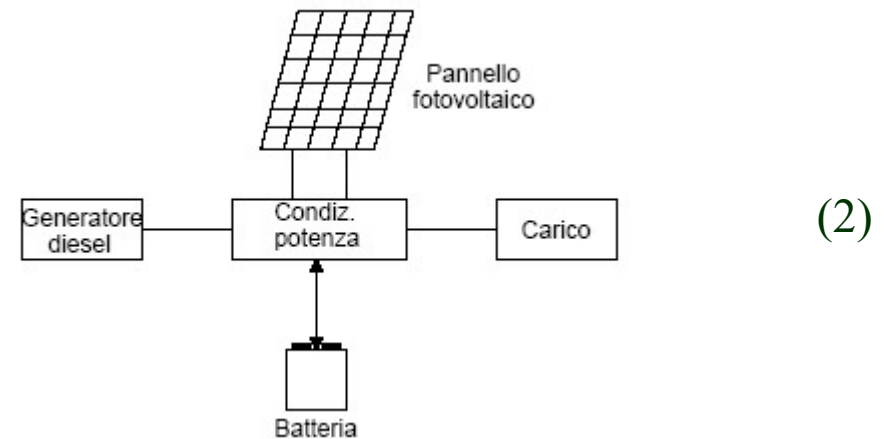 Pannello
fotovoltaico
Generatore
diesel
Condiz.
potenza
Carico
(2)
Batteria